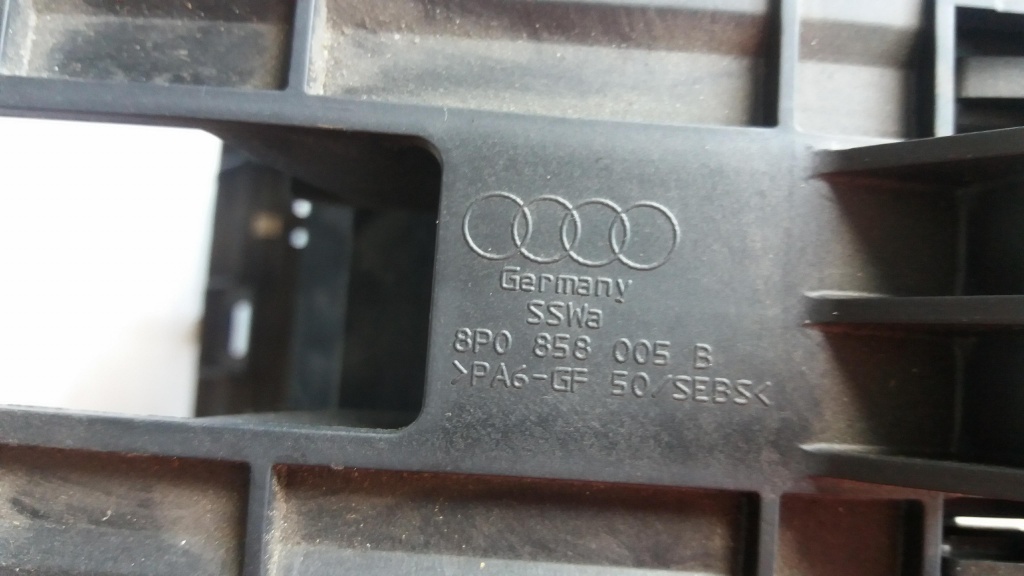 Germany
SSWa
8P0 858 005 B
>PA6-GF 50/SEBS<